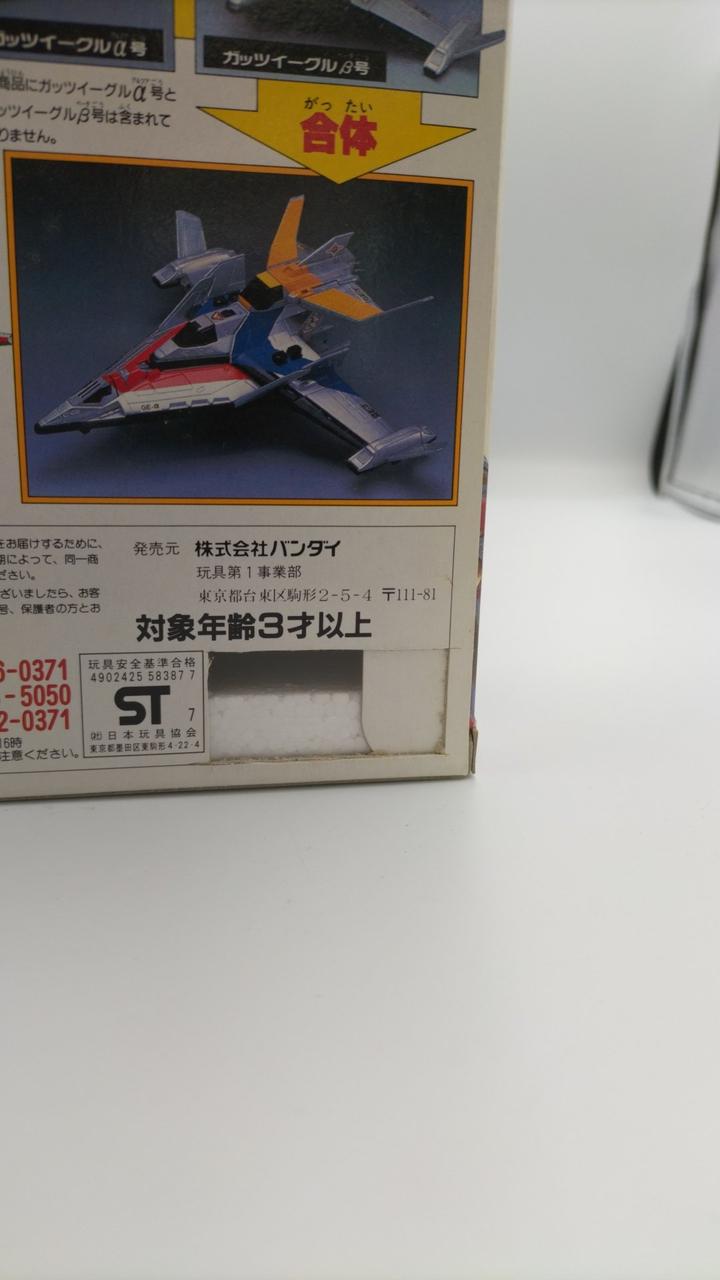 ガッツイーグルα号
ガッツイーグルβ号
商品にガッツイーグルα号と
ッツイーグルβ号は含まれて
りません。
がっ たい
合体
GE-α
をお届けするために、
期によって、同一商
ださい。
ざいましたら、お客
号、保護者の方とお
発売元 株式会社バンダイ
玩具第1事業部
東京都台東区駒形2-5-4 〒111-81
対象年齢3才以上
6-0371
-5050
2-0371
16時
注意ください。
玩具安全基準合格
4902425 58387 7
ST 7
(社)日本玩具協会
東京都墨田区東駒形4-22-4